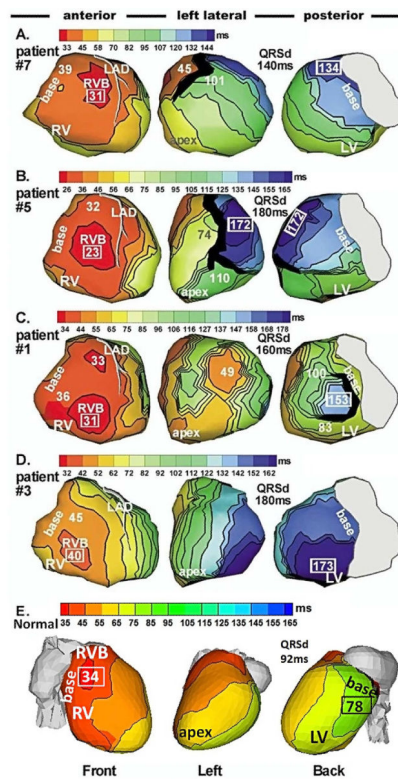 anterior left lateral posterior
A. ms
patient #7 33 45 58 70 82 95 107 120 132 144 QRSd 140ms
39 LAD RVB 31 base RV
45 101 apex
134 base LV
B. ms
patient #5 26 36 46 56 66 75 85 95 105 115 125 135 145 155 165 QRSd 180ms
32 LAD base RVB 23 RV
74 172 110 apex
172 base LV
C. ms
patient #1 34 44 55 65 75 85 96 106 116 127 137 147 157 168 178 QRSd 160ms
33 LAD base 36 RVB 31 RV
49 apex
100 base 153 83 LV
D. ms
patient #3 32 42 52 62 72 82 92 102 112 122 132 142 152 162 QRSd 180ms
45 LAD base RVB 40 RV
apex
base 173 LV
E. ms
Normal 35 45 55 65 75 85 95 105 115 125 135 145 155 165
QRSd 92ms
RVB 34 base RV
apex
base 78 LV
Front Left Back